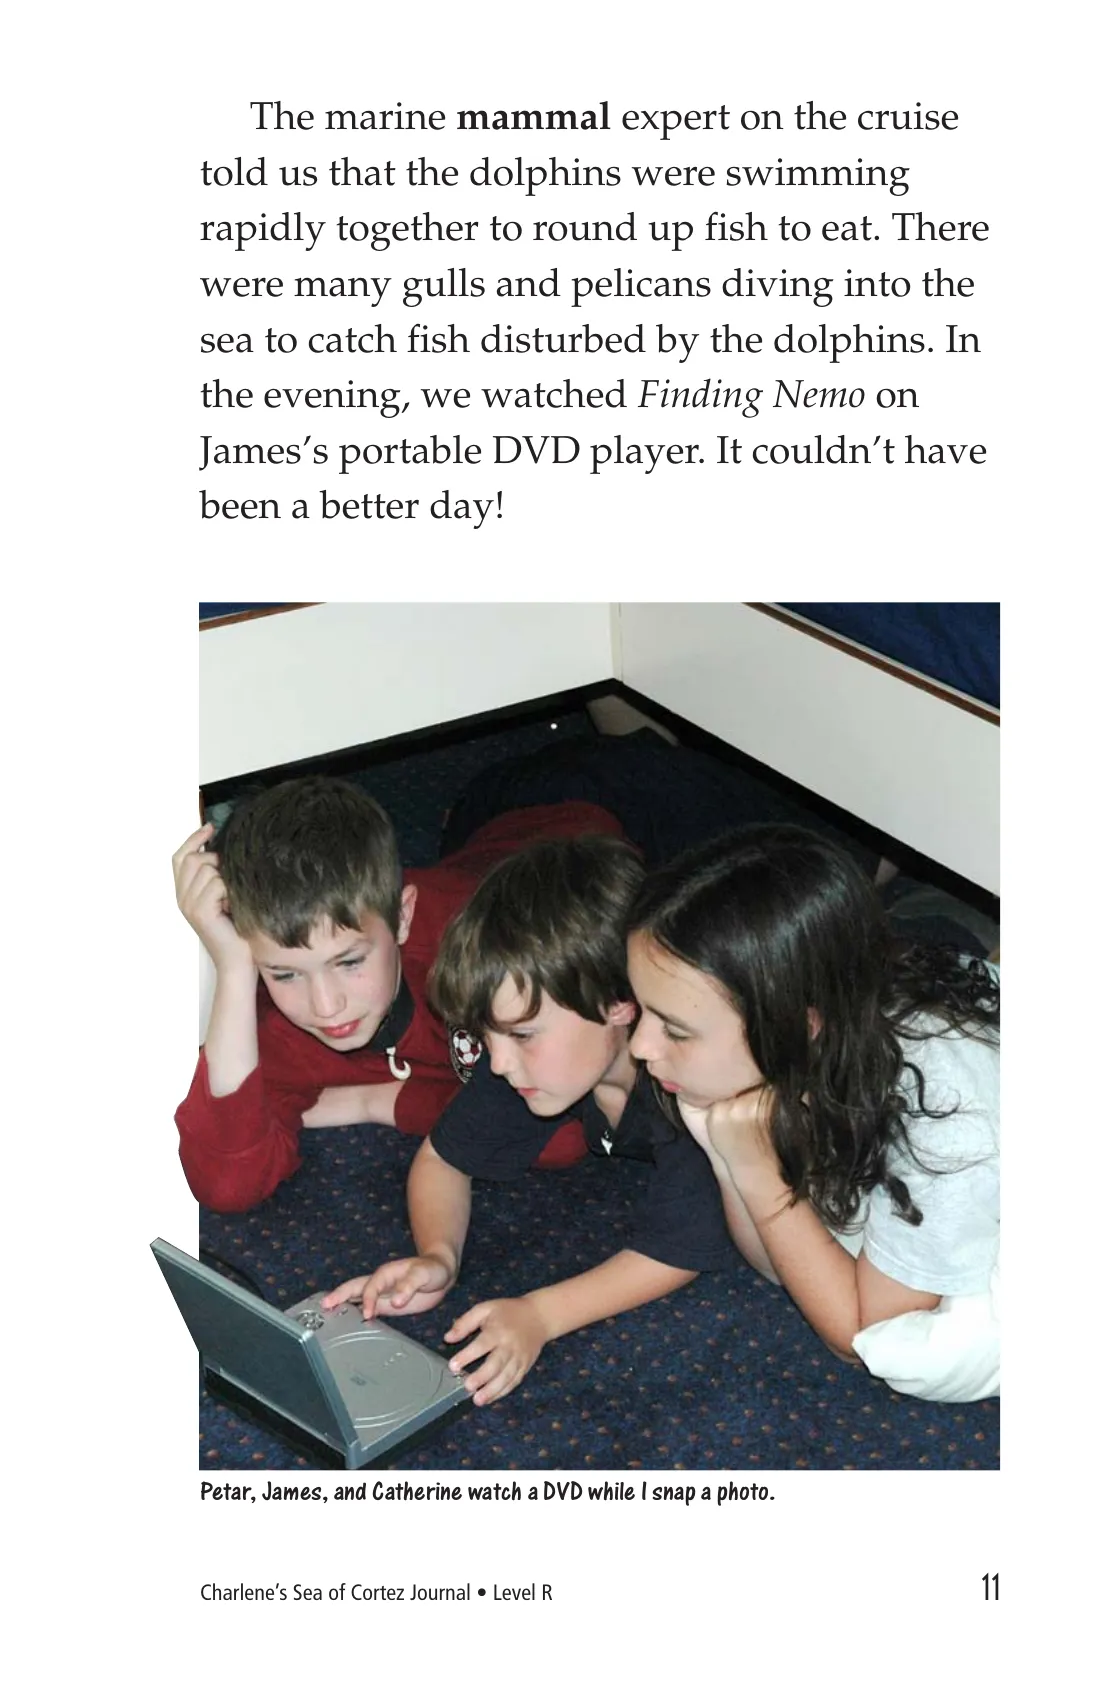 The marine mammal expert on the cruise
told us that the dolphins were swimming
rapidly together to round up fish to eat. There
were many gulls and pelicans diving into the
sea to catch fish disturbed by the dolphins. In
the evening, we watched Finding Nemo on
James’s portable DVD player. It couldn’t have
been a better day!
Petar, James, and Catherine watch a DVD while I snap a photo.
Charlene’s Sea of Cortez Journal • Level R
11